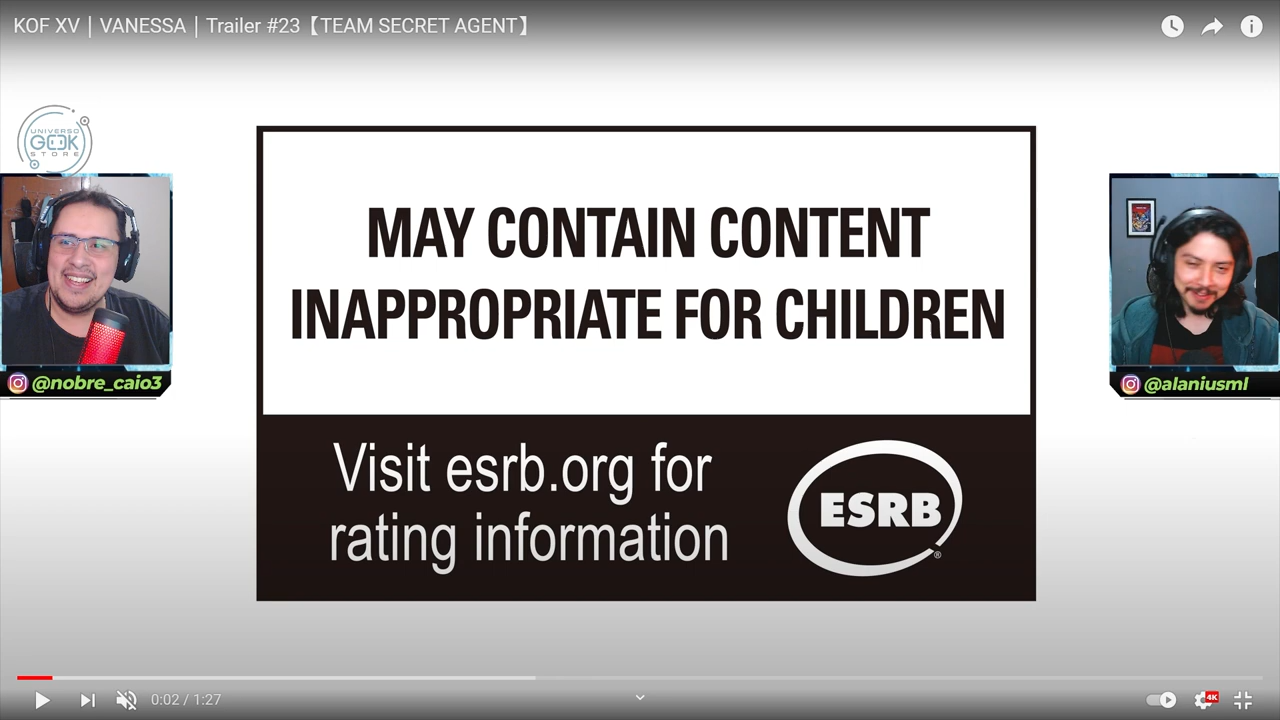 KOF XV｜VANESSA｜Trailer #23【TEAM SECRET AGENT】
UNIVERSO
GEEK
STORE
MAY CONTAIN CONTENT
INAPPROPRIATE FOR CHILDREN
@nobre_caio3
@alaniusml
Visit esrb.org for
rating information
ESRB
®
0:02 / 1:27
4K